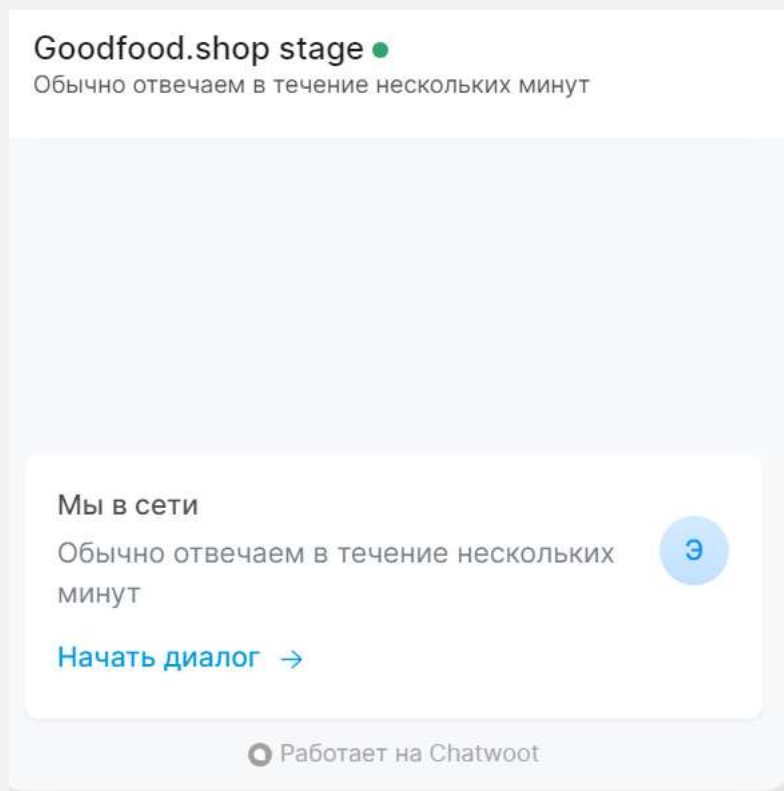 Goodfood.shop stage
Обычно отвечаем в течение нескольких минут
Мы в сети
Обычно отвечаем в течение нескольких
минут
Э
Начать диалог →
Работает на Chatwoot